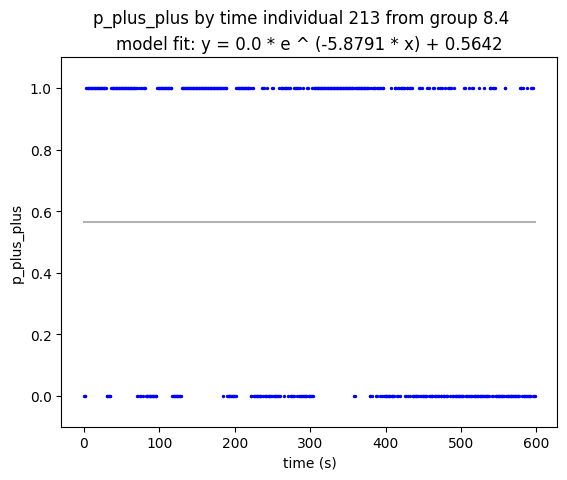 p_plus_plus by time individual 213 from group 8.4
model fit: y = 0.0 * e ^ (-5.8791 * x) + 0.5642
1.0
0.8
0.6
0.4
0.2
0.0
p_plus_plus
0 100 200 300 400 500 600
time (s)